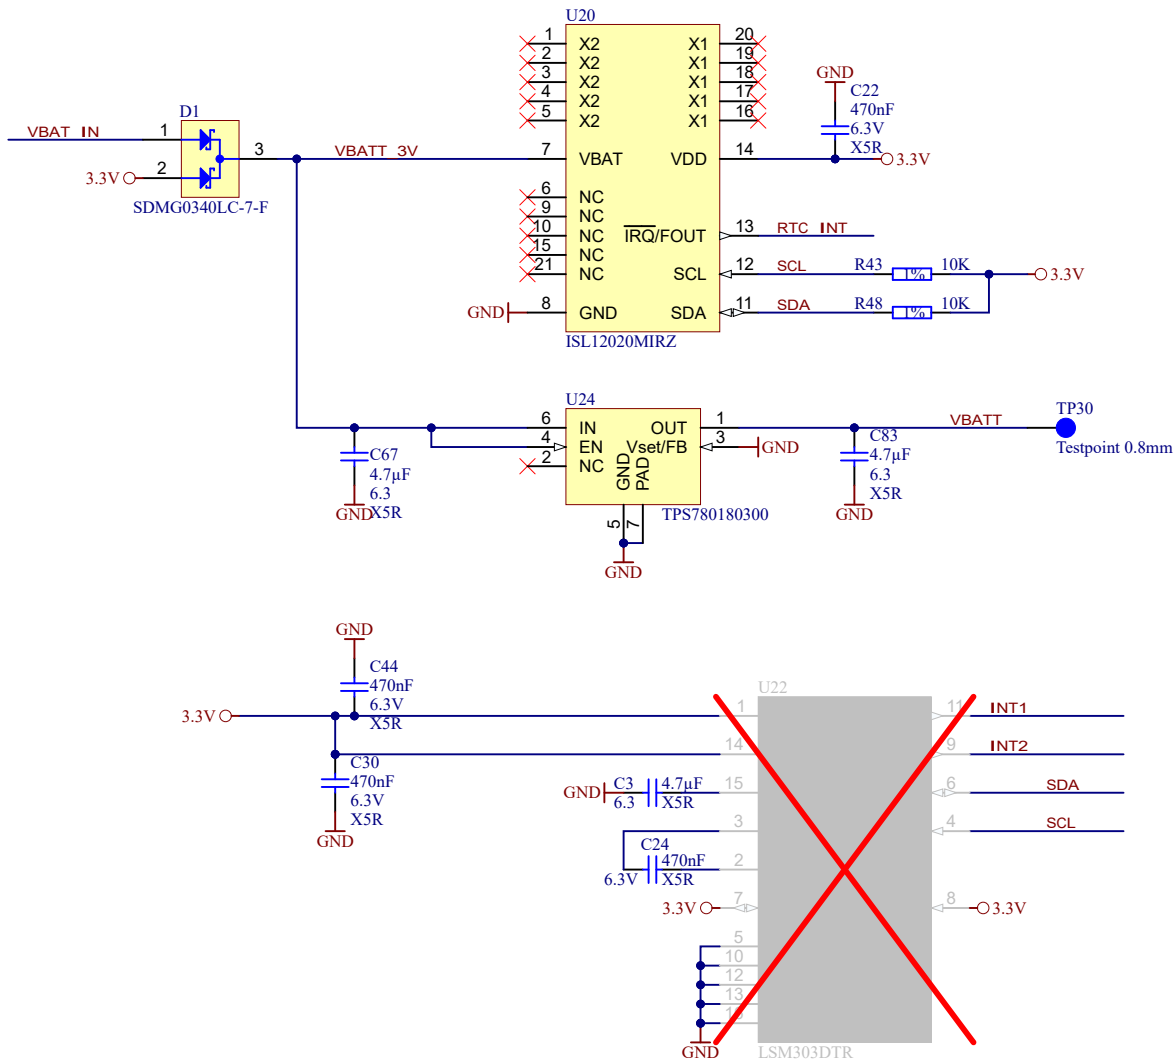 U20
1 X2 X1 20
2 X2 X1 19
3 X2 X1 18
4 X2 X1 17
5 X2 X1 16
GND
C22
470nF
6.3V
X5R
D1
VBAT_IN 1
3.3V 2
3
SDMG0340LC-7-F
VBATT_3V 7 VBAT VDD 14 3.3V
6 NC
9 NC
10 NC
15 NC
21 NC
IRQ/FOUT 13 RTC_INT
SCL 12 SCL R43 1% 10K 3.3V
GND 8 GND SDA 11 SDA R48 1% 10K
ISL12020MIRZ
U24
6 IN OUT 1 VBATT TP30
4 EN Vset/FB 3 GND Testpoint 0.8mm
2 NC
GND
PAD
5
7
TPS780180300
GND
C67
4.7µF
6.3
X5R
GND
C83
4.7µF
6.3
X5R
GND
GND
C44
470nF
6.3V
X5R
3.3V
C30
470nF
6.3V
X5R
GND
U22
1 11 INT1
14 9 INT2
GND C3 4.7µF 15 6 SDA
6.3 X5R
3 4 SCL
C24
470nF 2
6.3V X5R
3.3V 7 8 3.3V
5
10
12
13
GND
LSM303DTR